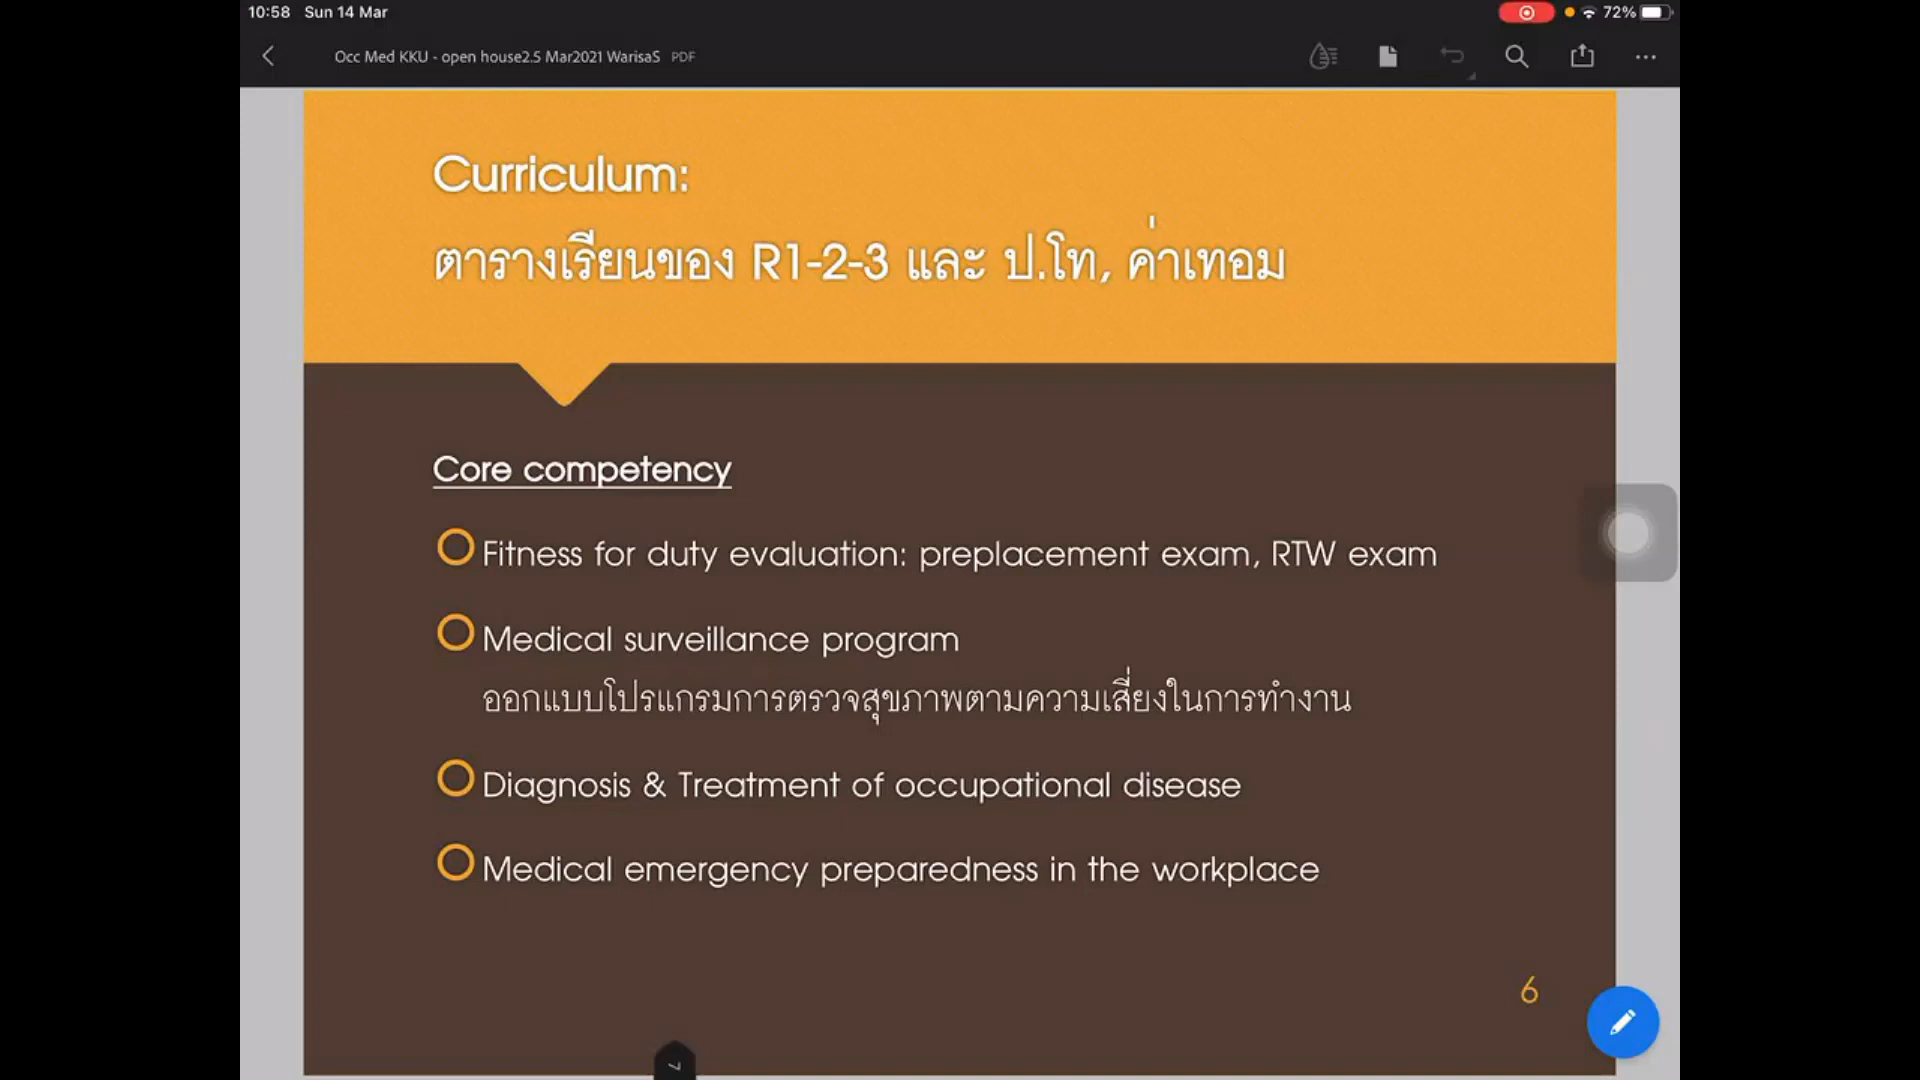 10:58 Sun 14 Mar
72%
Occ Med KKU - open house2.5 Mar2021 WarisaS PDF
Curriculum:
ตารางเรียนของ R1-2-3 และ ป.โท, ค่าเทอม
Core competency
Fitness for duty evaluation: preplacement exam, RTW exam
Medical surveillance program
ออกแบบโปรแกรมการตรวจสุขภาพตามความเสี่ยงในการทำงาน
Diagnosis & Treatment of occupational disease
Medical emergency preparedness in the workplace
6